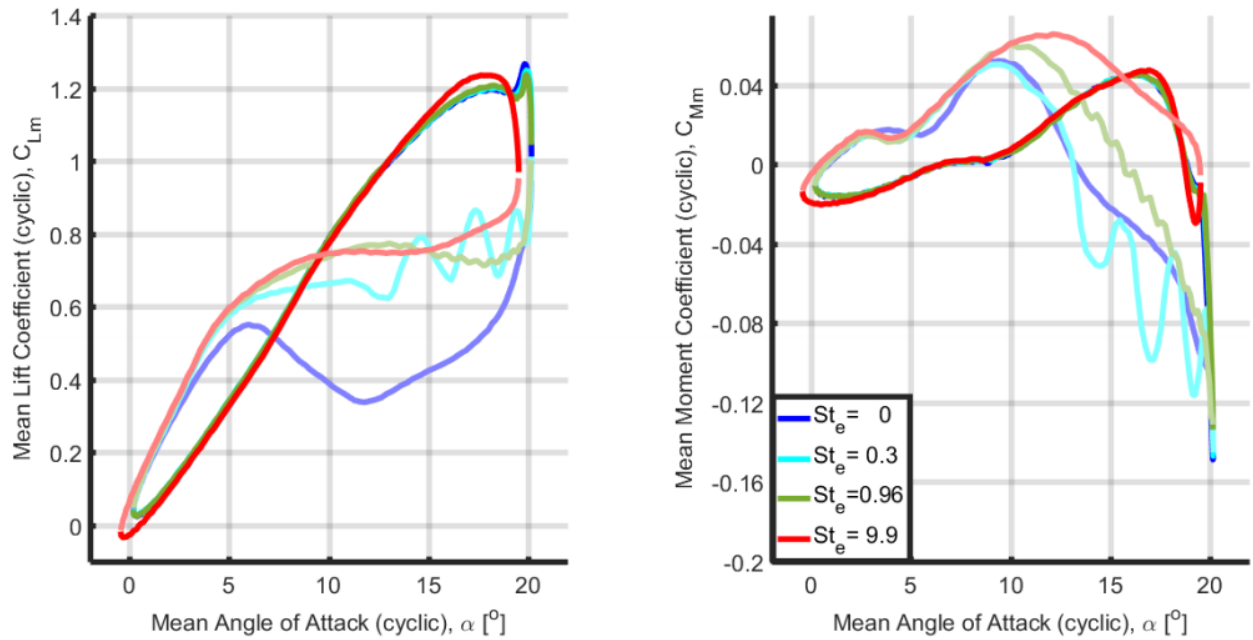 1.4
1.2
1
0.8
0.6
0.4
0.2
0
0 5 10 15 20
Mean Lift Coefficient (cyclic), C_Lm
Mean Angle of Attack (cyclic), α [°]
0.04
0
-0.04
-0.08
-0.12
-0.16
-0.2
0 5 10 15 20
Mean Moment Coefficient (cyclic), C_Mm
Mean Angle of Attack (cyclic), α [°]
St_e= 0
St_e= 0.3
St_e=0.96
St_e= 9.9